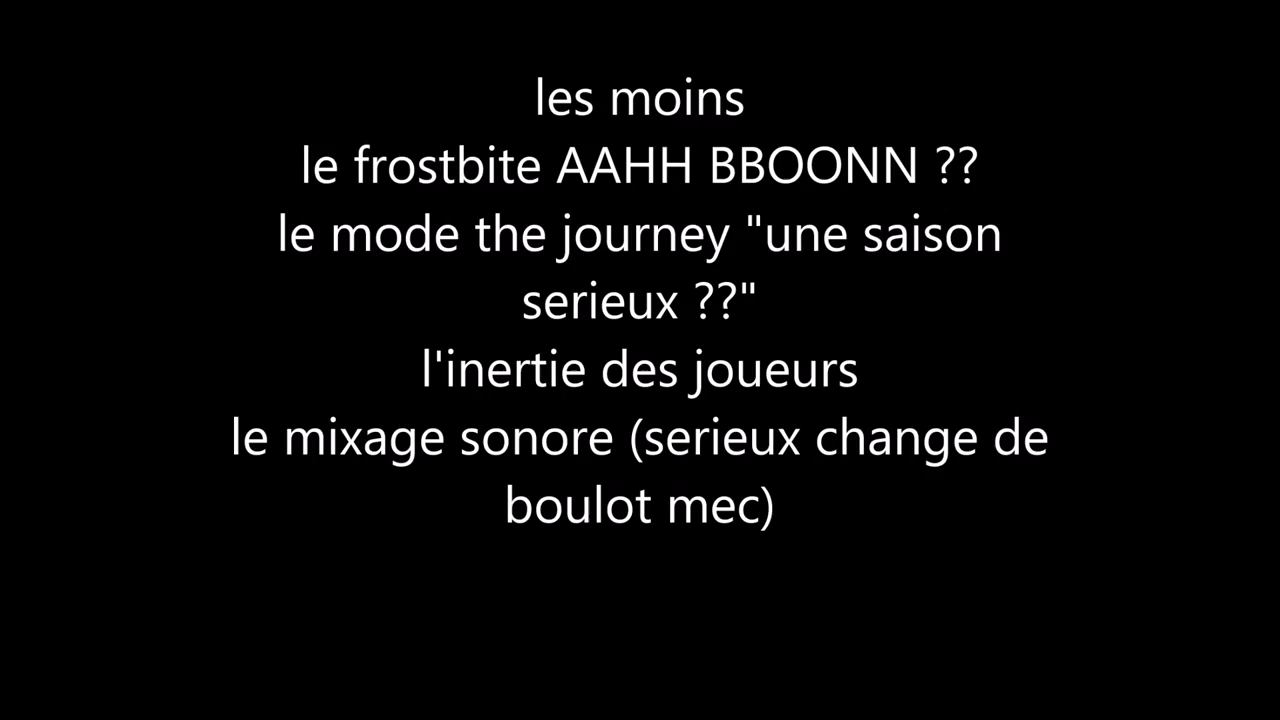 les moins
le frostbite AAHH BBOONN ??
le mode the journey "une saison
serieux ??"
l'inertie des joueurs
le mixage sonore (serieux change de
boulot mec)